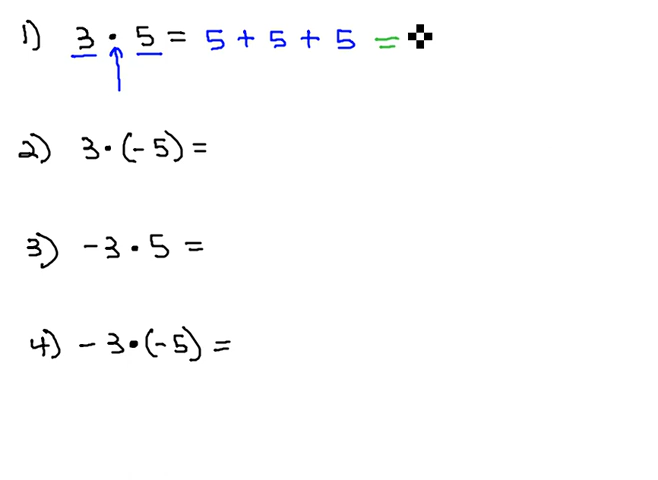 1) 3 · 5 = 5 + 5 + 5 =
2) 3 · (-5) =
3) -3 · 5 =
4) -3 · (-5) =